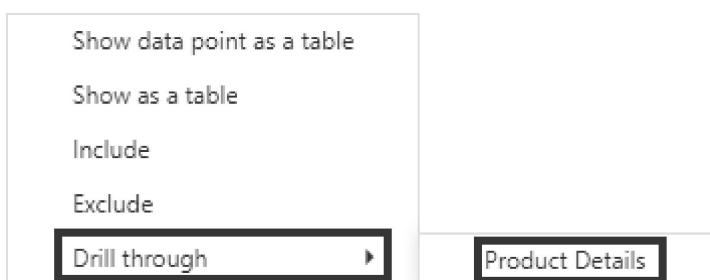 Show data point as a table
Show as a table
Include
Exclude
Drill through
Product Details